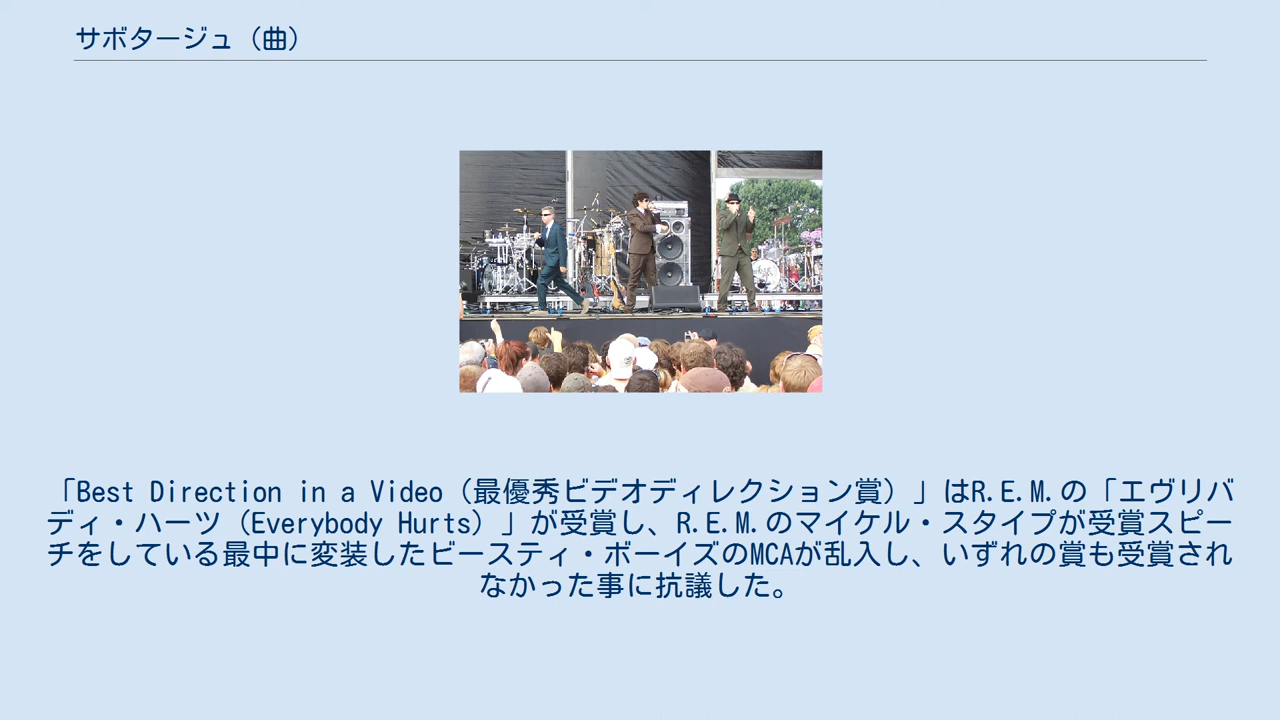 サボタージュ（曲）
「Best Direction in a Video（最優秀ビデオディレクション賞）」はR.E.M.の「エヴリバ
ディ・ハーツ（Everybody Hurts）」が受賞し、R.E.M.のマイケル・スタイプが受賞スピー
チをしている最中に変装したビースティ・ボーイズのMCAが乱入し、いずれの賞も受賞され
なかった事に抗議した。